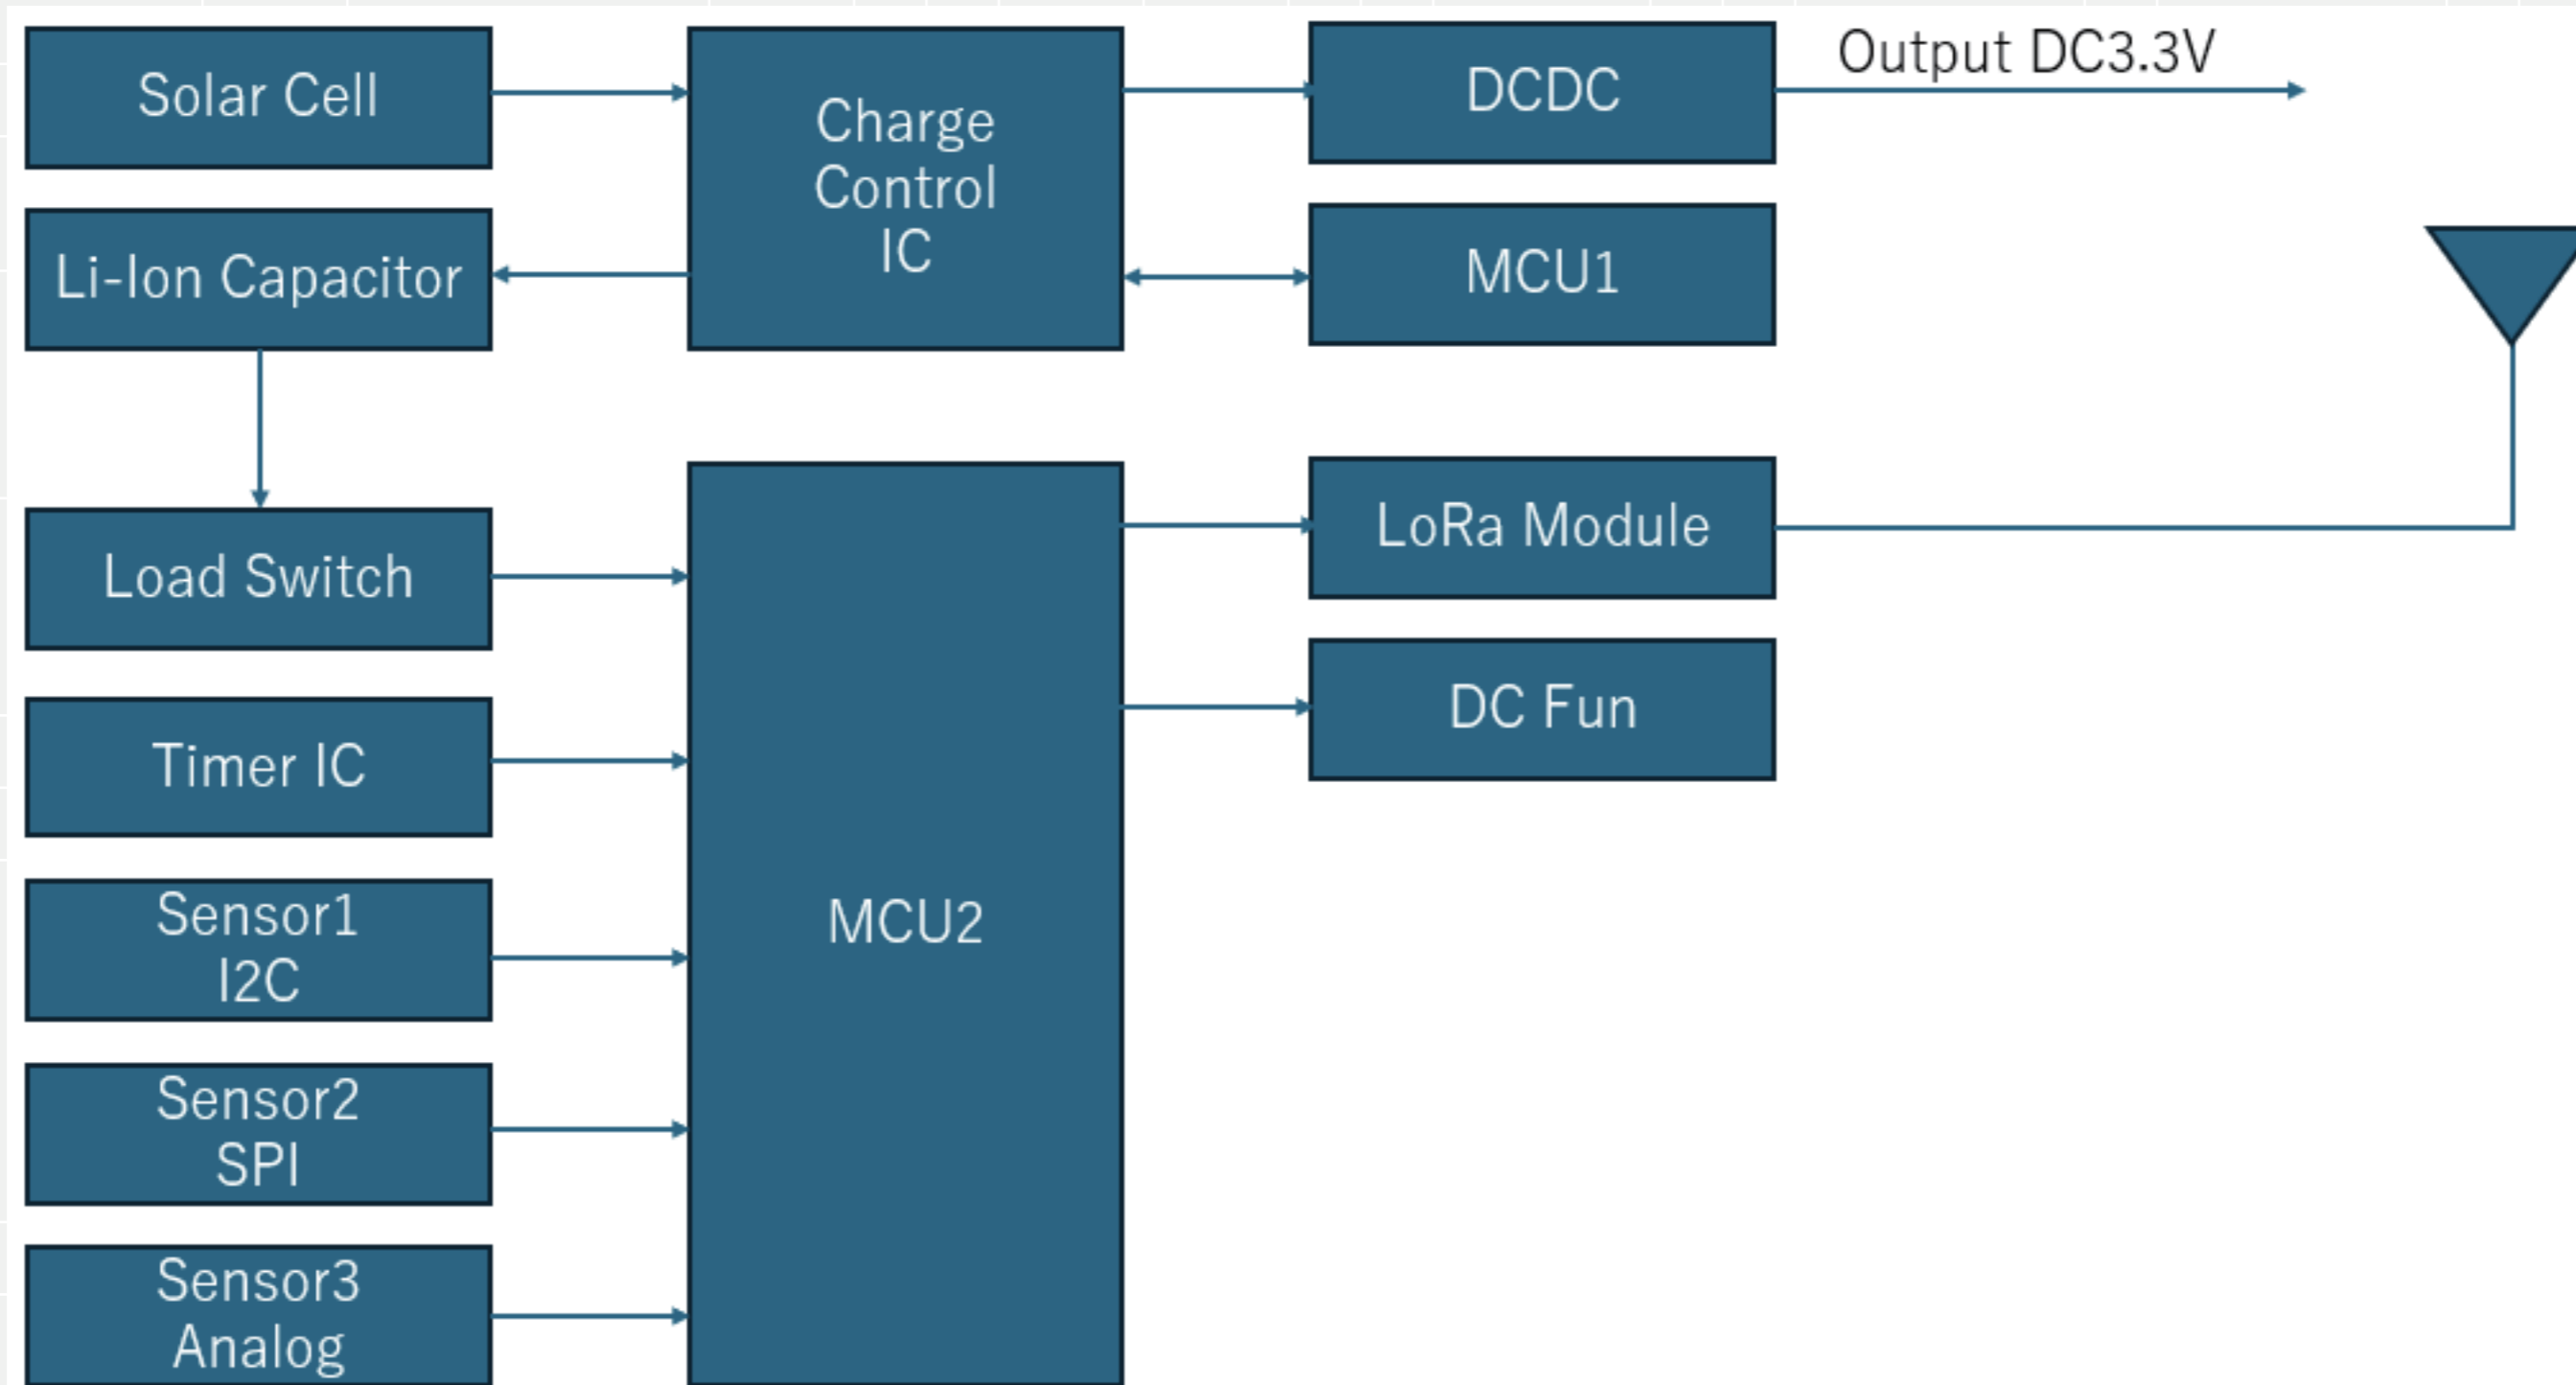 Solar Cell
Charge
Control
IC
DCDC
Output DC3.3V
Li-Ion Capacitor
MCU1
Load Switch
MCU2
LoRa Module
Timer IC
DC Fun
Sensor1
I2C
Sensor2
SPI
Sensor3
Analog